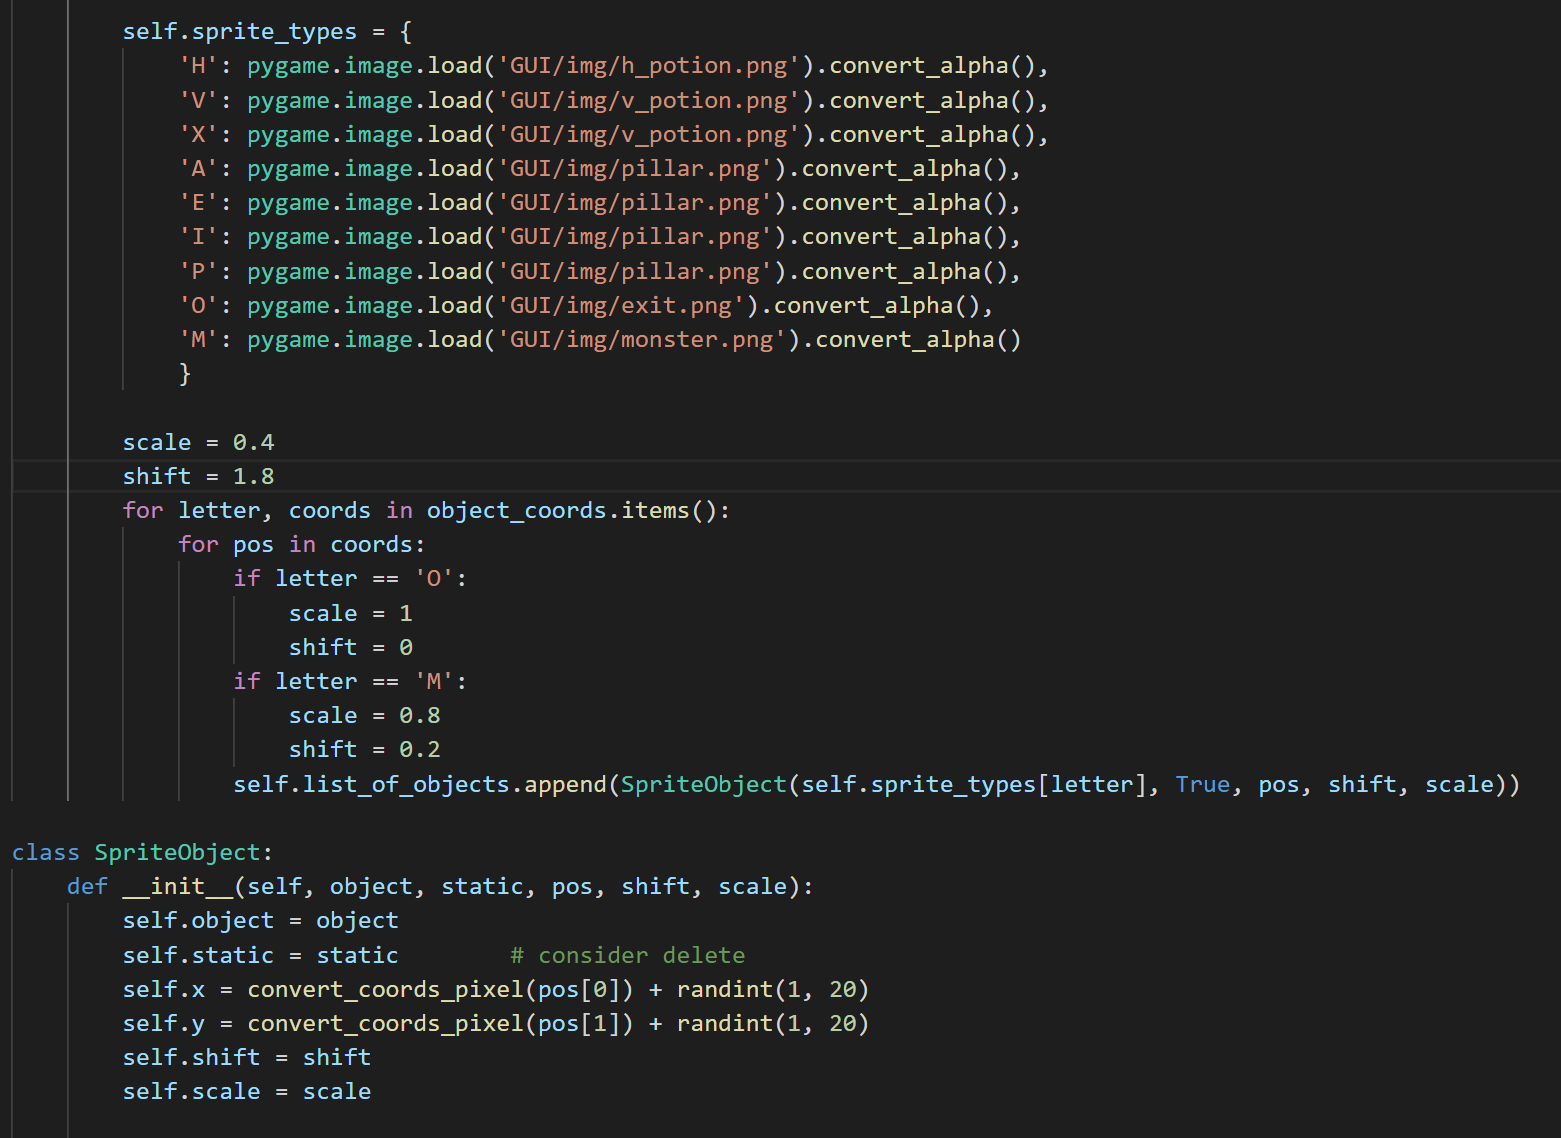 self.sprite_types = {
'H': pygame.image.load('GUI/img/h_potion.png').convert_alpha(),
'V': pygame.image.load('GUI/img/v_potion.png').convert_alpha(),
'X': pygame.image.load('GUI/img/v_potion.png').convert_alpha(),
'A': pygame.image.load('GUI/img/pillar.png').convert_alpha(),
'E': pygame.image.load('GUI/img/pillar.png').convert_alpha(),
'I': pygame.image.load('GUI/img/pillar.png').convert_alpha(),
'P': pygame.image.load('GUI/img/pillar.png').convert_alpha(),
'O': pygame.image.load('GUI/img/exit.png').convert_alpha(),
'M': pygame.image.load('GUI/img/monster.png').convert_alpha()
}
scale = 0.4
shift = 1.8
for letter, coords in object_coords.items():
for pos in coords:
if letter == 'O':
scale = 1
shift = 0
if letter == 'M':
scale = 0.8
shift = 0.2
self.list_of_objects.append(SpriteObject(self.sprite_types[letter], True, pos, shift, scale))
class SpriteObject:
def __init__(self, object, static, pos, shift, scale):
self.object = object
self.static = static # consider delete
self.x = convert_coords_pixel(pos[0]) + randint(1, 20)
self.y = convert_coords_pixel(pos[1]) + randint(1, 20)
self.shift = shift
self.scale = scale